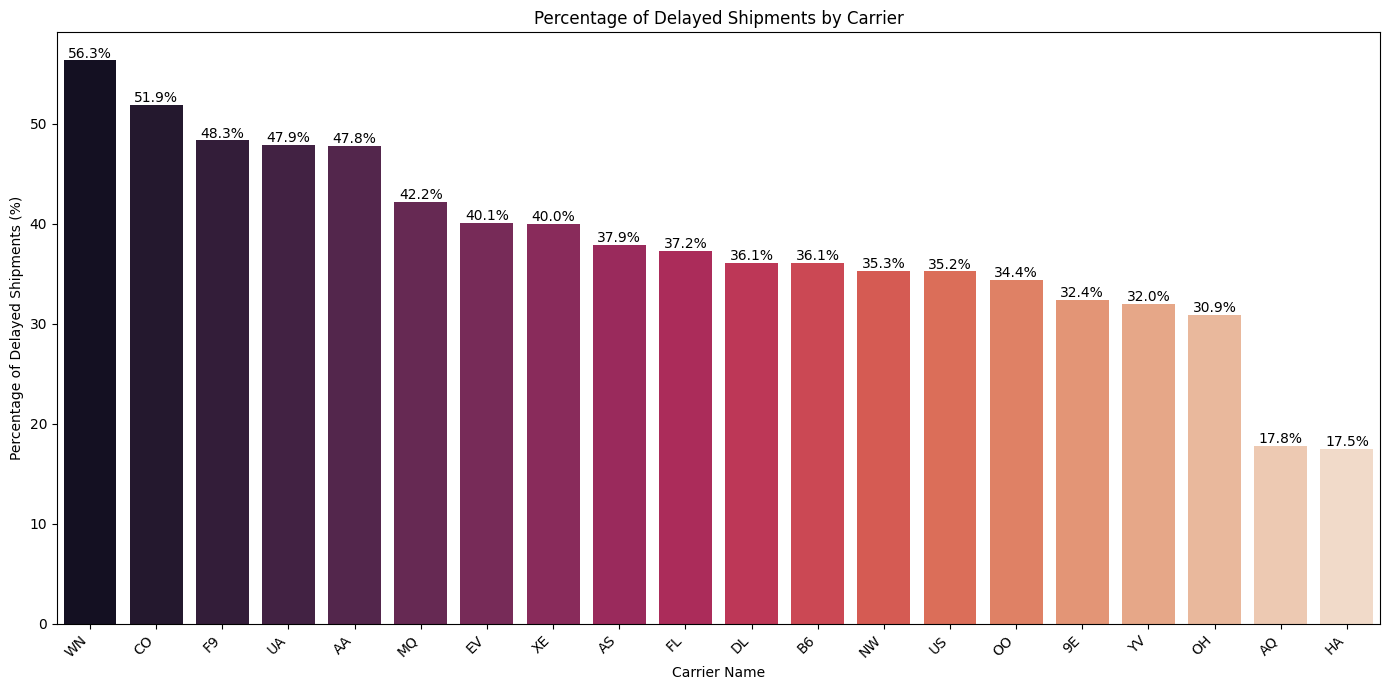 Percentage of Delayed Shipments by Carrier
Percentage of Delayed Shipments (%)
50
40
30
20
10
0
56.3%
51.9%
48.3%
47.9%
47.8%
42.2%
40.1%
40.0%
37.9%
37.2%
36.1%
36.1%
35.3%
35.2%
34.4%
32.4%
32.0%
30.9%
17.8%
17.5%
WN
CO
F9
UA
AA
MQ
EV
XE
AS
FL
DL
B6
NW
US
OO
9E
YV
OH
AQ
HA
Carrier Name